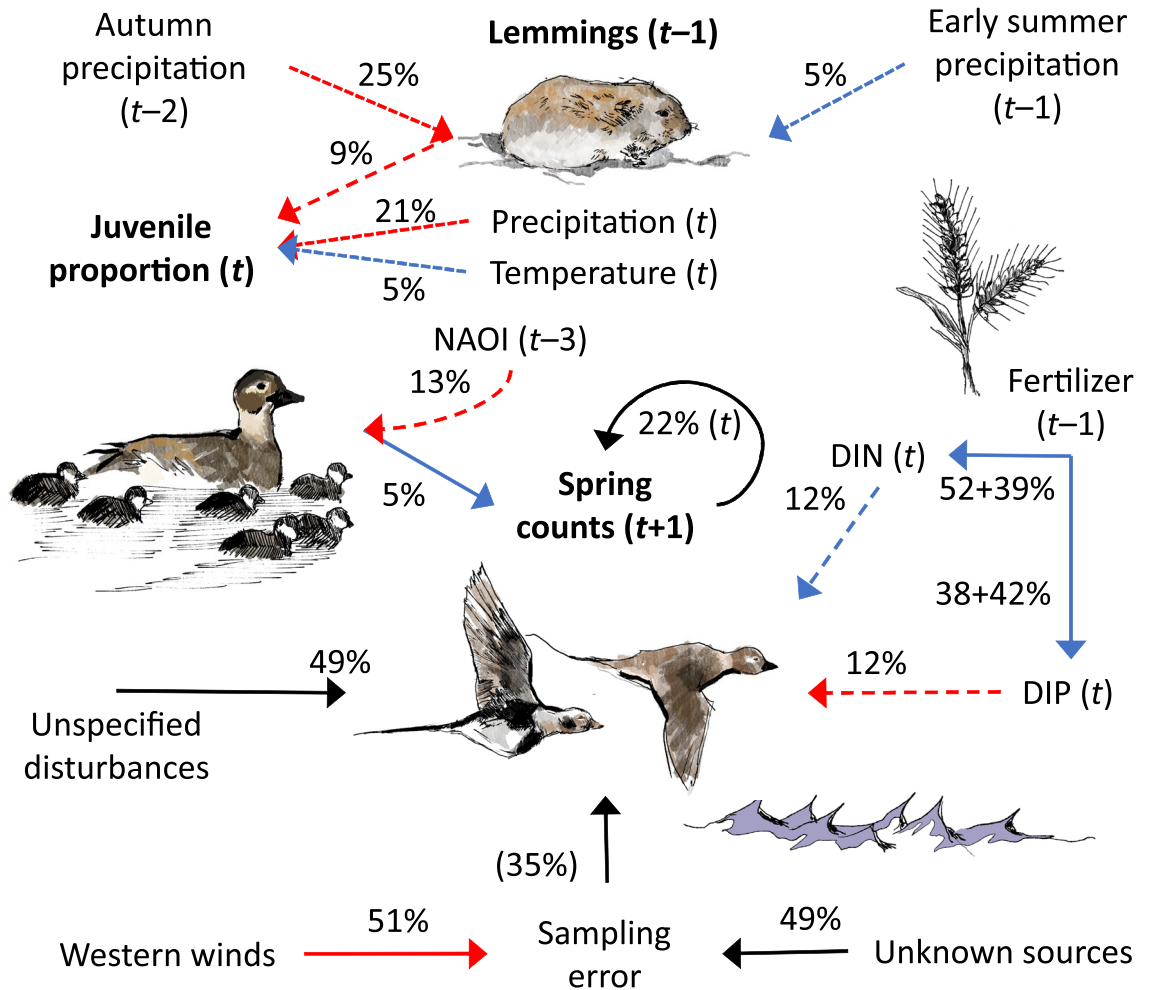 Autumn
precipitation
(t–2)
25%
Lemmings (t–1)
5%
Early summer
precipitation
(t–1)
9%
Juvenile
proportion (t)
21%
Precipitation (t)
Temperature (t)
5%
NAOI (t–3)
13%
5%
22% (t)
Spring
counts (t+1)
Fertilizer
(t–1)
DIN (t)
52+39%
12%
38+42%
12%
DIP (t)
49%
Unspecified
disturbances
(35%)
Western winds
51%
Sampling
error
49%
Unknown sources